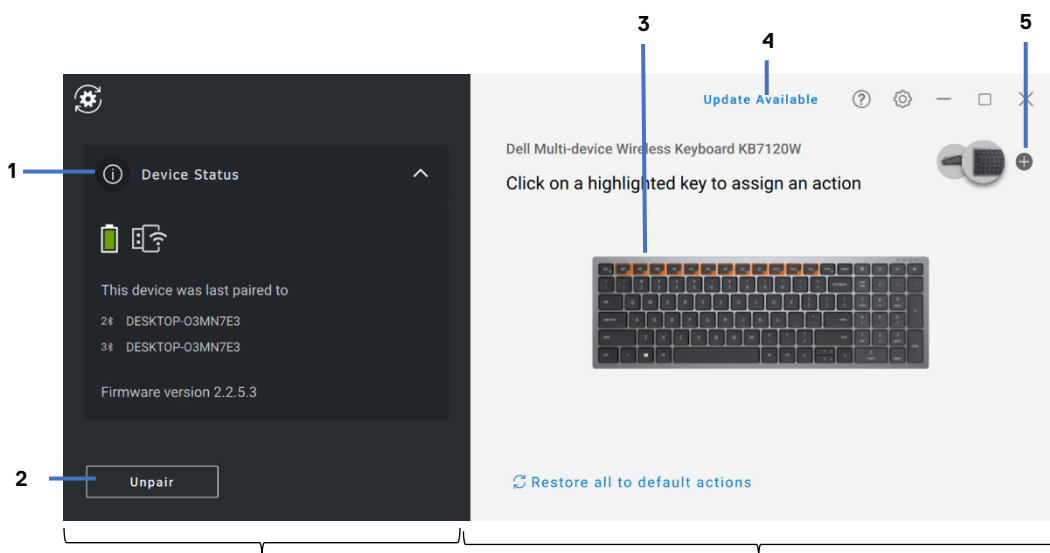 3
5
4
Update Available
Dell Multi-device Wireless Keyboard KB7120W
1
Device Status
Click on a highlighted key to assign an action
This device was last paired to
2 DESKTOP-O3MN7E3
3 DESKTOP-O3MN7E3
Firmware version 2.2.5.3
2
Unpair
Restore all to default actions